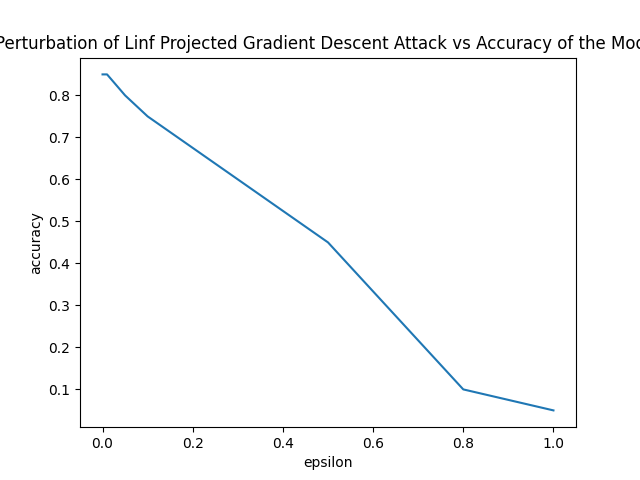 Perturbation of Linf Projected Gradient Descent Attack vs Accuracy of the Mod
accuracy
0.8
0.7
0.6
0.5
0.4
0.3
0.2
0.1
0.0 0.2 0.4 0.6 0.8 1.0
epsilon